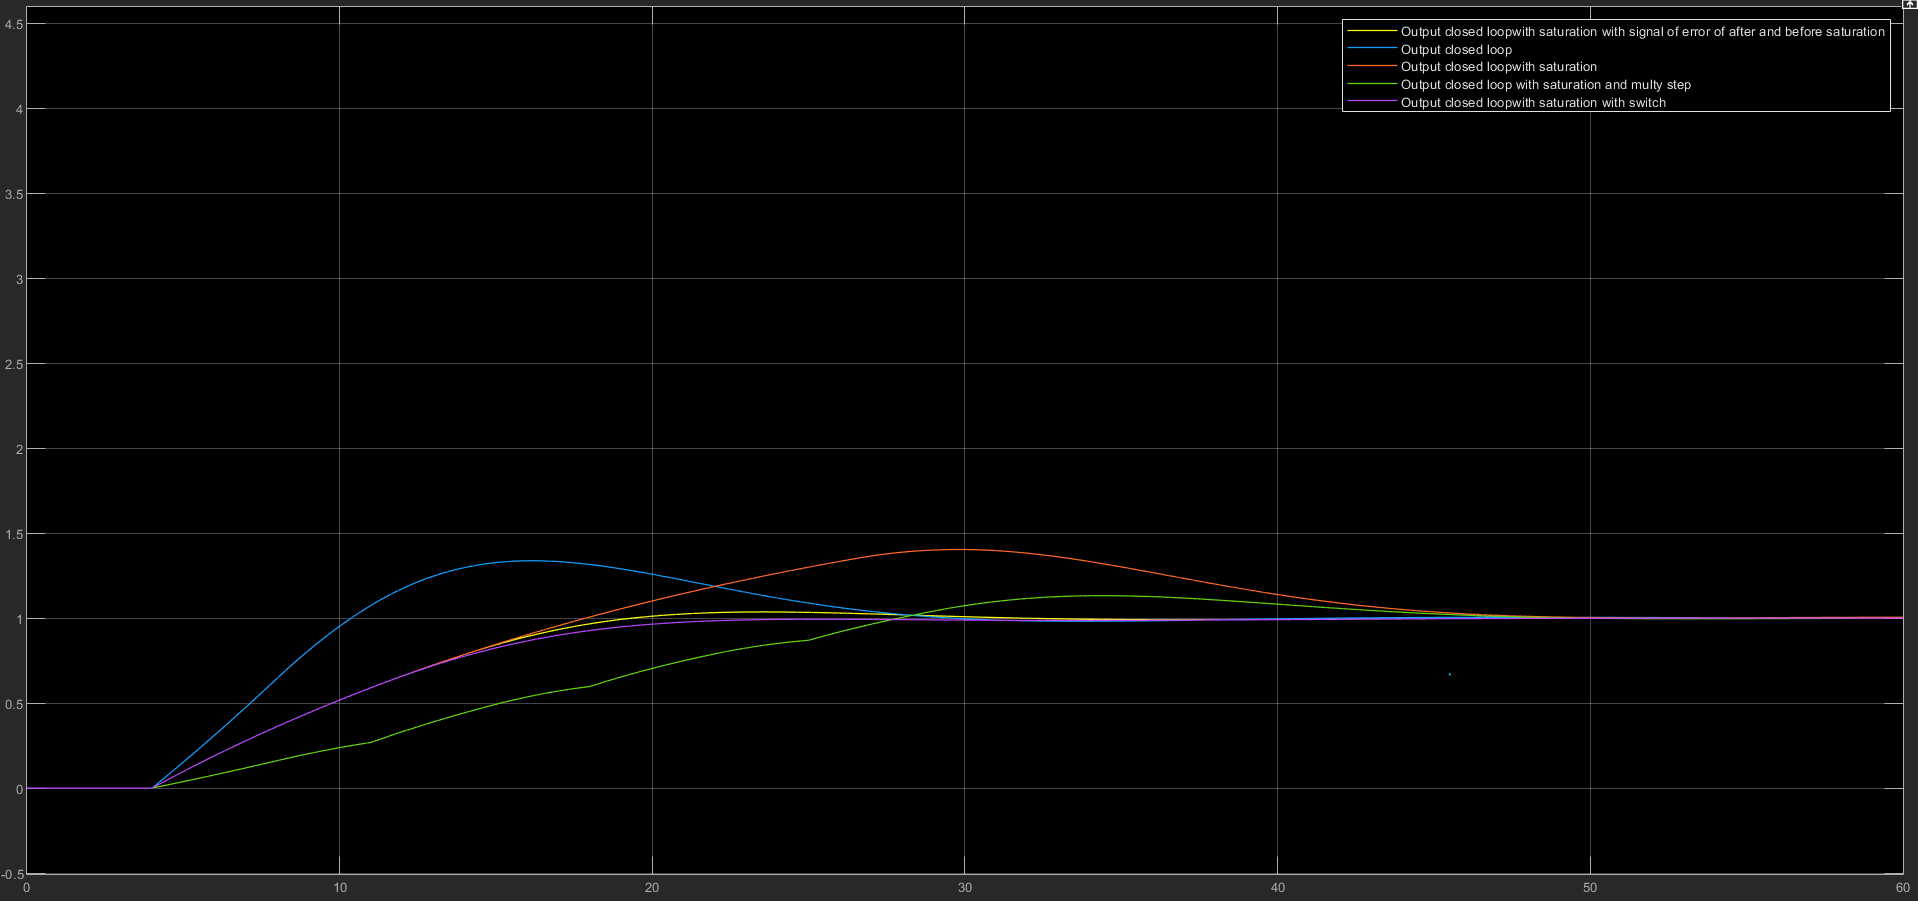 4.5
Output closed loopwith saturation with signal of error of after and before saturation
Output closed loop
Output closed loopwith saturation
Output closed loop with saturation and multy step
Output closed loopwith saturation with switch
4
3.5
3
2.5
2
1.5
1
0.5
0
-0.5
0 10 20 30 40 50 60